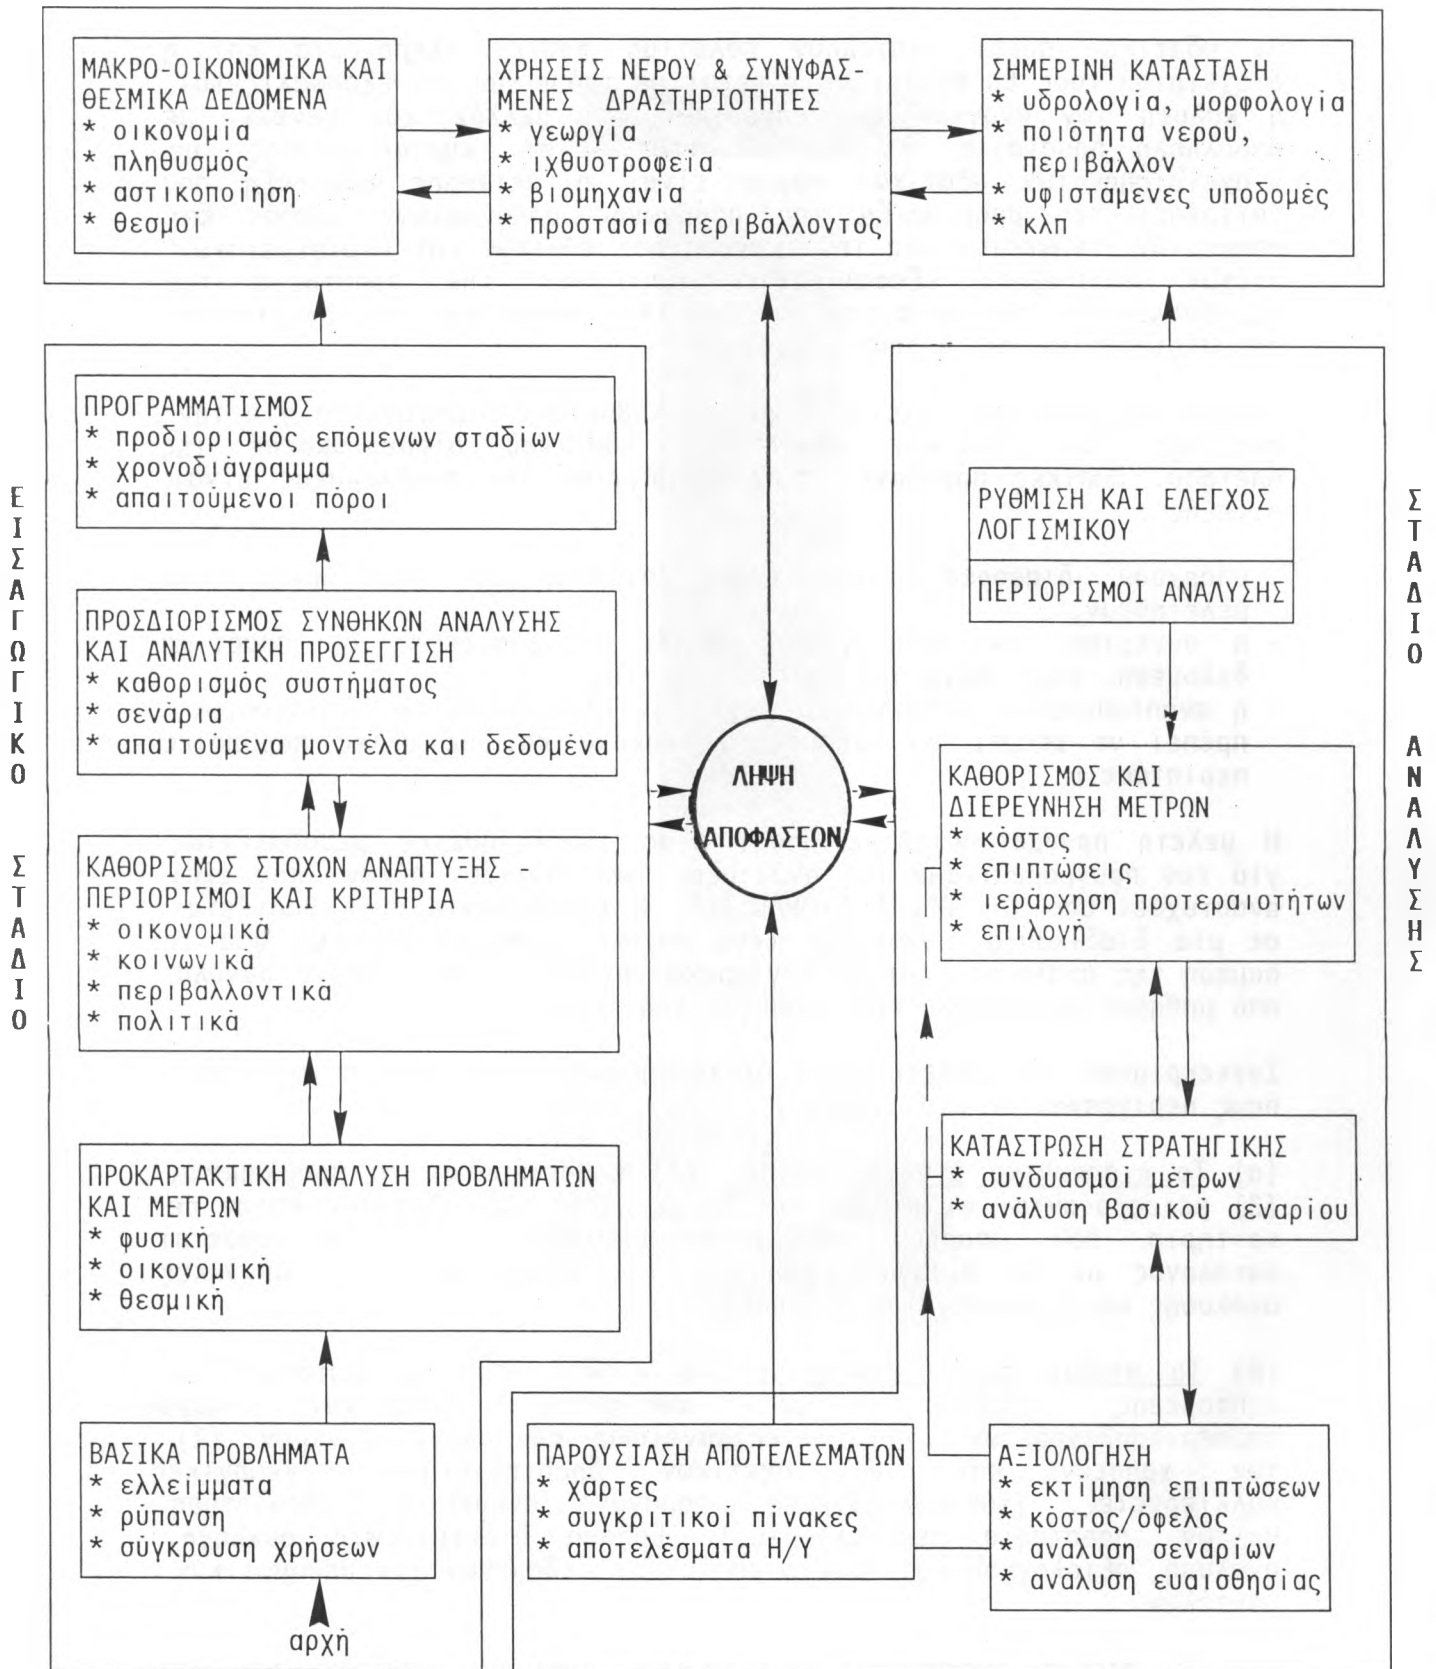 ΜΑΚΡΟ-ΟΙΚΟΝΟΜΙΚΑ ΚΑΙ
ΘΕΣΜΙΚΑ ΔΕΔΟΜΕΝΑ
* οικονομία
* πληθυσμός
* αστικοποίηση
* θεσμοι
ΧΡΗΣΕΙΣ ΝΕΡΟΥ & ΣΥΝΥΦΑΣ-
ΜΕΝΕΣ ΔΡΑΣΤΗΡΙΟΤΗΤΕΣ
* γεωργία
* ιχθυοτροφεία
* βιομηχανία
* προστασία περιβάλλοντος
ΣΗΜΕΡΙΝΗ ΚΑΤΑΣΤΑΣΗ
* υδρολογία, μορφολογία
* ποιότητα νερού,
περιβάλλον
* υφιστάμενες υποδομές
* κλπ
ΕΙΣΑΓΩΓΙΚΟ ΣΤΑΔΙΟ
ΠΡΟΓΡΑΜΜΑΤΙΣΜΟΣ
* προδιορισμός επόμενων σταδίων
* χρονοδιάγραμμα
* απαιτούμενοι πόροι
ΠΡΟΣΔΙΟΡΙΣΜΟΣ ΣΥΝΘΗΚΩΝ ΑΝΑΛΥΣΗΣ
ΚΑΙ ΑΝΑΛΥΤΙΚΗ ΠΡΟΣΕΓΓΙΣΗ
* καθορισμός συστήματος
* σενάρια
* απαιτούμενα μοντέλα και δεδομένα
ΚΑΘΟΡΙΣΜΟΣ ΣΤΟΧΩΝ ΑΝΑΠΤΥΞΗΣ -
ΠΕΡΙΟΡΙΣΜΟΙ ΚΑΙ ΚΡΙΤΗΡΙΑ
* οικονομικά
* κοινωνικά
* περιβάλλοντικά
* πολιτικά
ΠΡΟΚΑΡΤΑΚΤΙΚΗ ΑΝΑΛΥΣΗ ΠΡΟΒΛΗΜΑΤΩΝ
ΚΑΙ ΜΕΤΡΩΝ
* φυσική
* οικονομική
* θεσμική
ΒΑΣΙΚΑ ΠΡΟΒΛΗΜΑΤΑ
* ελλείμματα
* ρύπανση
* σύγκρουση χρήσεων
αρχή
ΛΗΨΗ
ΑΠΟΦΑΣΕΩΝ
ΠΑΡΟΥΣΙΑΣΗ ΑΠΟΤΕΛΕΣΜΑΤΩΝ
* χάρτες
* συγκριτικοί πίνακες
* αποτελέσματα Η/Υ
ΡΥΘΜΙΣΗ ΚΑΙ ΕΛΕΓΧΟΣ
ΛΟΓΙΣΜΙΚΟΥ
ΠΕΡΙΟΡΙΣΜΟΙ ΑΝΑΛΥΣΗΣ
ΚΑΘΟΡΙΣΜΟΣ ΚΑΙ
ΔΙΕΡΕΥΝΗΣΗ ΜΕΤΡΩΝ
* κόστος
* επιπτώσεις
* ιεράρχηση προτεραιοτήτων
* επιλογή
ΚΑΤΑΣΤΡΩΣΗ ΣΤΡΑΤΗΓΙΚΗΣ
* συνδυασμοί μέτρων
* ανάλυση βασικού σεναρίου
ΑΞΙΟΛΟΓΗΣΗ
* εκτίμηση επιπτώσεων
* κόστος/όφελος
* ανάλυση σεναρίων
* ανάλυση ευαισθησίας
ΣΤΑΔΙΟ ΑΝΑΛΥΣΗΣ